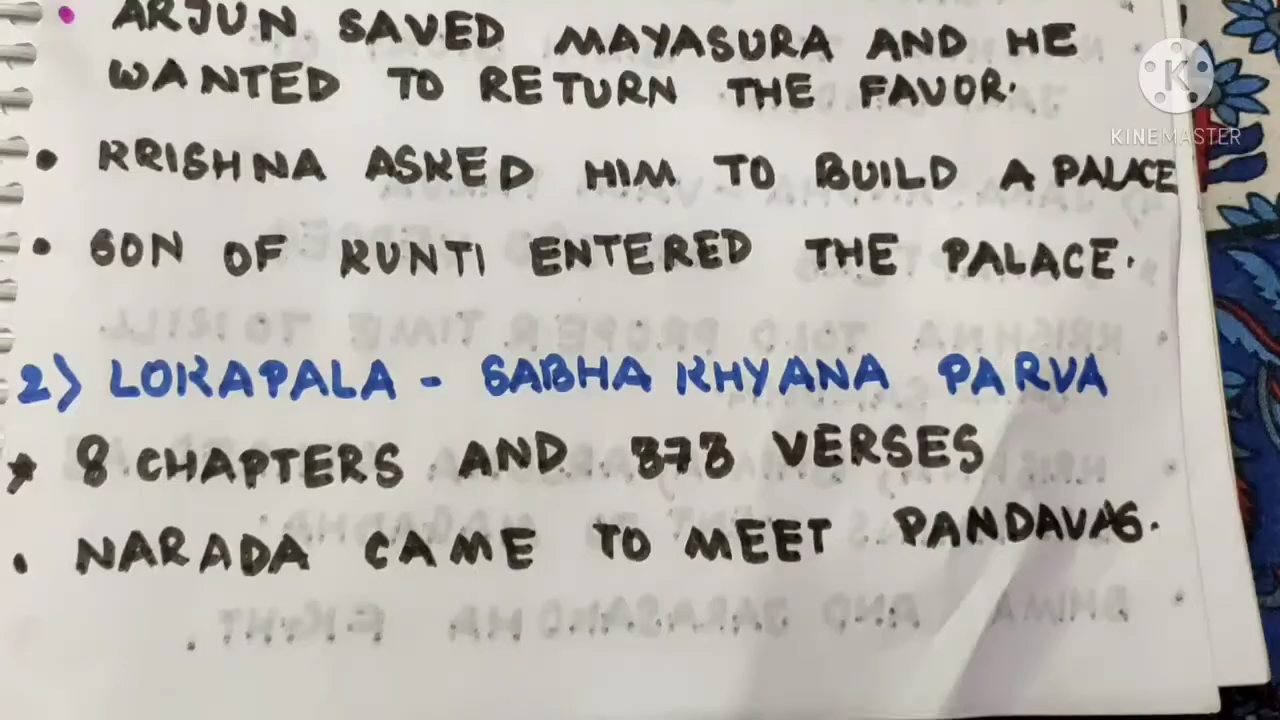 • ARJUN SAVED MAYASURA AND HE
WANTED TO RETURN THE FAVOR.
• KRISHNA ASKED HIM TO BUILD A PALACE
• SON OF KUNTI ENTERED THE PALACE.
2) LOKAPALA - SABHA KHYANA PARVA
* 8 CHAPTERS AND 373 VERSES
• NARADA CAME TO MEET PANDAVAS.
K
KINEMASTER